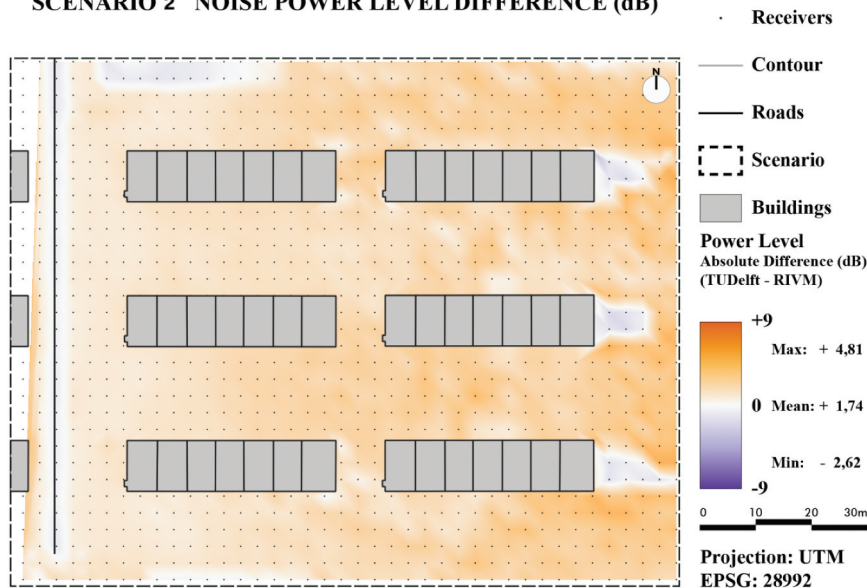 SCENARIO 2 NOISE POWER LEVEL DIFFERENCE (dB)
N
Receivers
Contour
Roads
Scenario
Buildings
Power Level
Absolute Difference (dB)
(TUDelft - RIVM)
+9
Max: + 4,81
0 Mean: + 1,74
Min: - 2,62
-9
0 10 20 30m
Projection: UTM
EPSG: 28992